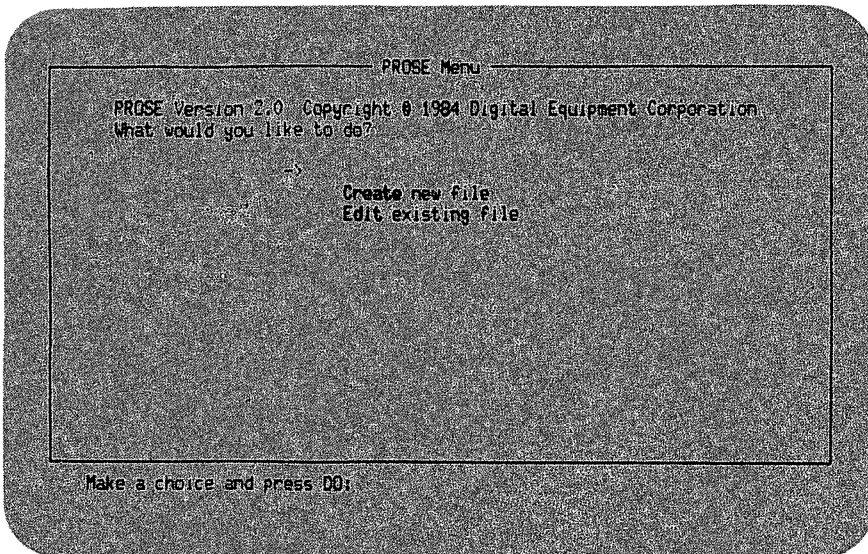 PROSE Menu
PROSE Version 2.0 Copyright © 1984 Digital Equipment Corporation
What would you like to do?
->
Create new file
Edit existing file
Make a choice and press DO: